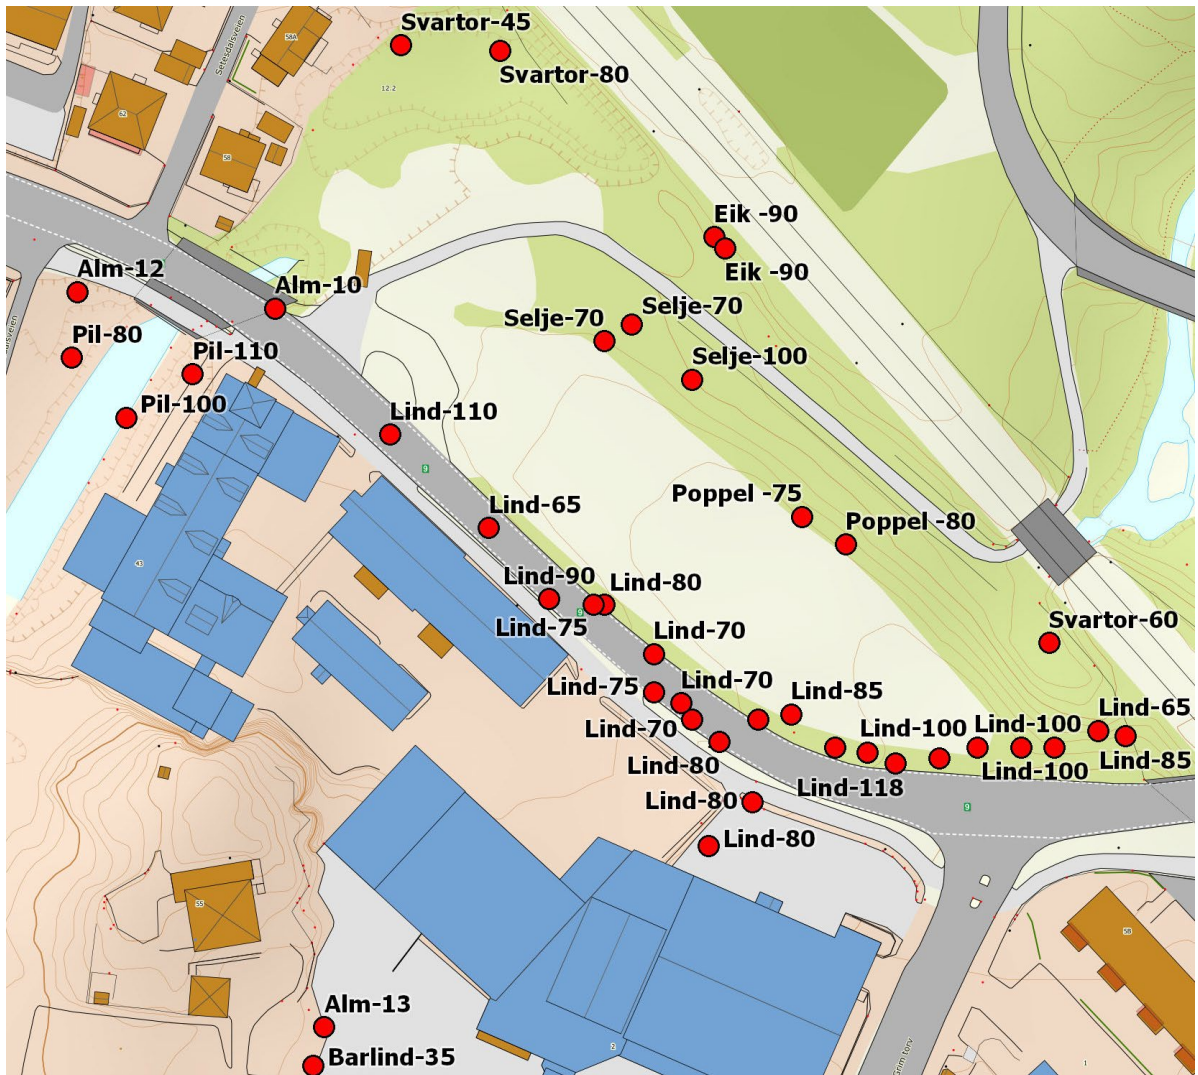 Svartor-45
Setesdalsveien
58A
Svartor-80
12.2
62
58
Eik -90
Eik -90
Alm-12
Alm-10
Selje-70
Selje-70
Pil-80
Pil-110
Selje-100
Pil-100
Lind-110
9
Poppel -75
Lind-65
Poppel -80
43
Lind-90
Lind-80
9
Lind-75
Svartor-60
Lind-70
Lind-75
Lind-70
Lind-85
Lind-65
Lind-70
Lind-100
Lind-100
Lind-80
Lind-100
Lind-85
Lind-118
Lind-80
9
Lind-80
55
5B
Alm-13
2
Barlind-35
1